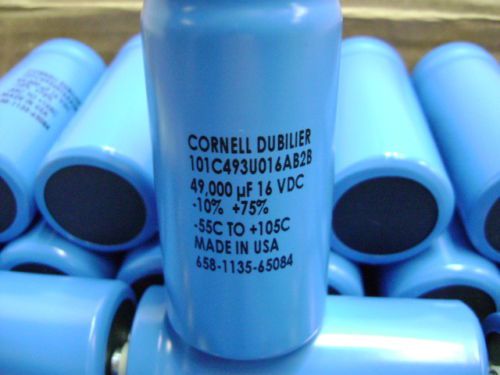 CORNELL DUBILIER
101C493U016AB2B
49,000 µF 16 VDC
-10% +75%
-55C TO +105C
MADE IN USA
658-1135-65084